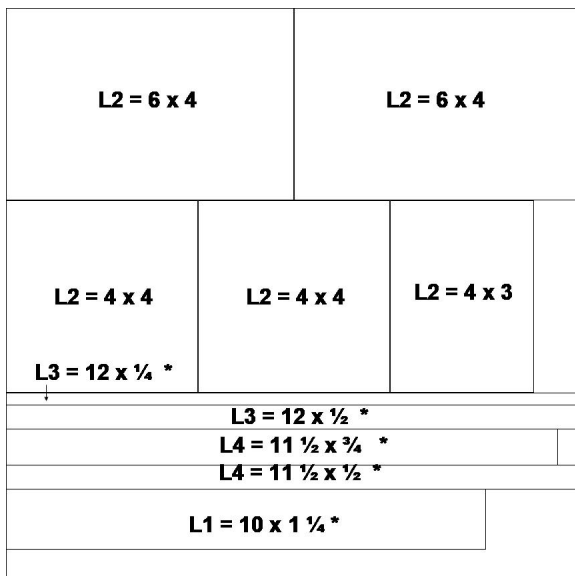 L2 = 6 x 4
L2 = 6 x 4
L2 = 4 x 4
L2 = 4 x 4
L2 = 4 x 3
L3 = 12 x ¼ *
L3 = 12 x ½ *
L4 = 11 ½ x ¾ *
L4 = 11 ½ x ½ *
L1 = 10 x 1 ¼ *